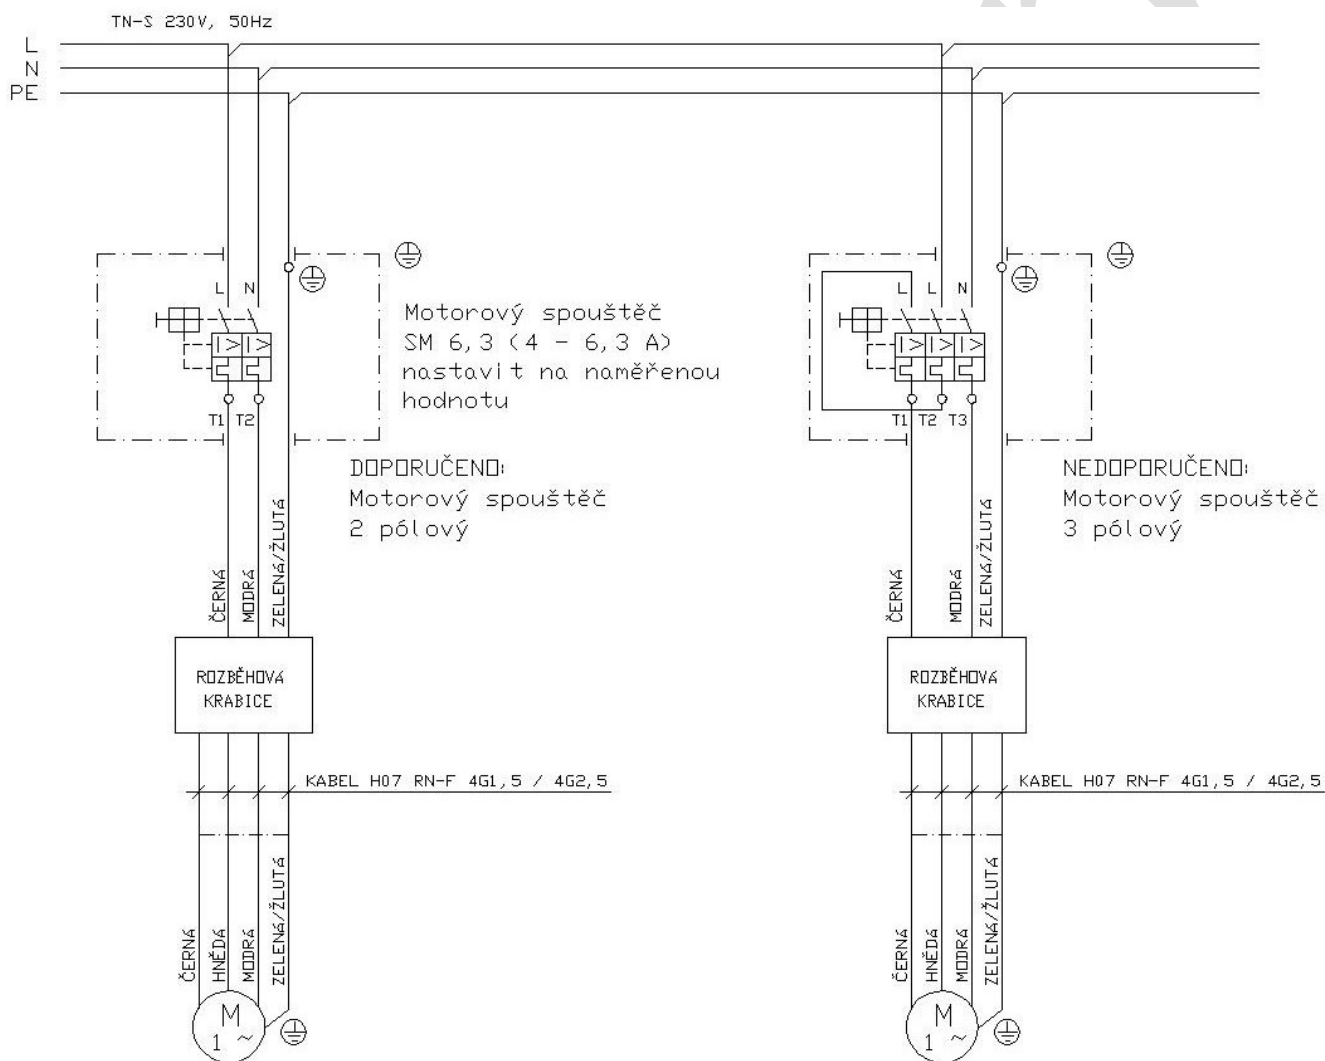 TN-S 230V, 50Hz
L
N
PE
L N
Motorový spouštěč
SM 6,3 (4 - 6,3 A)
nastavit na naměřenou
hodnotu
T1 T2
DOPORUČENO:
Motorový spouštěč
2 pólový
ČERNÁ
MODRÁ
ZELENÁ/ŽLUTÁ
ROZBĚHOVÁ
KRABICE
KABEL H07 RN-F 4G1,5 / 4G2,5
ČERNÁ
HNĚDÁ
MODRÁ
ZELENÁ/ŽLUTÁ
M
1 ~
L L N
T1 T2 T3
NEDOPORUČENO:
Motorový spouštěč
3 pólový
ČERNÁ
MODRÁ
ZELENÁ/ŽLUTÁ
ROZBĚHOVÁ
KRABICE
KABEL H07 RN-F 4G1,5 / 4G2,5
ČERNÁ
HNĚDÁ
MODRÁ
ZELENÁ/ŽLUTÁ
M
1 ~